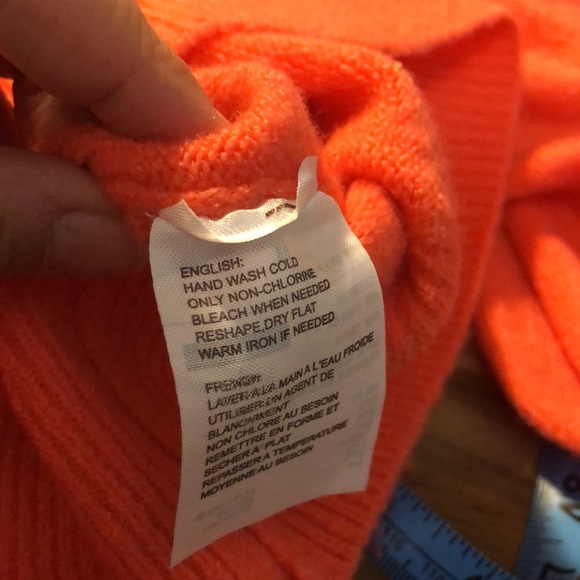 ENGLISH:
HAND WASH COLD
ONLY NON-CHLORINE
BLEACH WHEN NEEDED
RESHAPE,DRY FLAT
WARM IRON IF NEEDED
FRENCH:
LAVER A LA MAIN A L'EAU FROIDE
UTILISER UN AGENT DE
BLANCHIMENT
NON CHLORE AU BESOIN
REMETTRE EN FORME ET
SECHER A PLAT
REPASSER A TEMPERATURE
MOYENNE AU BESOIN